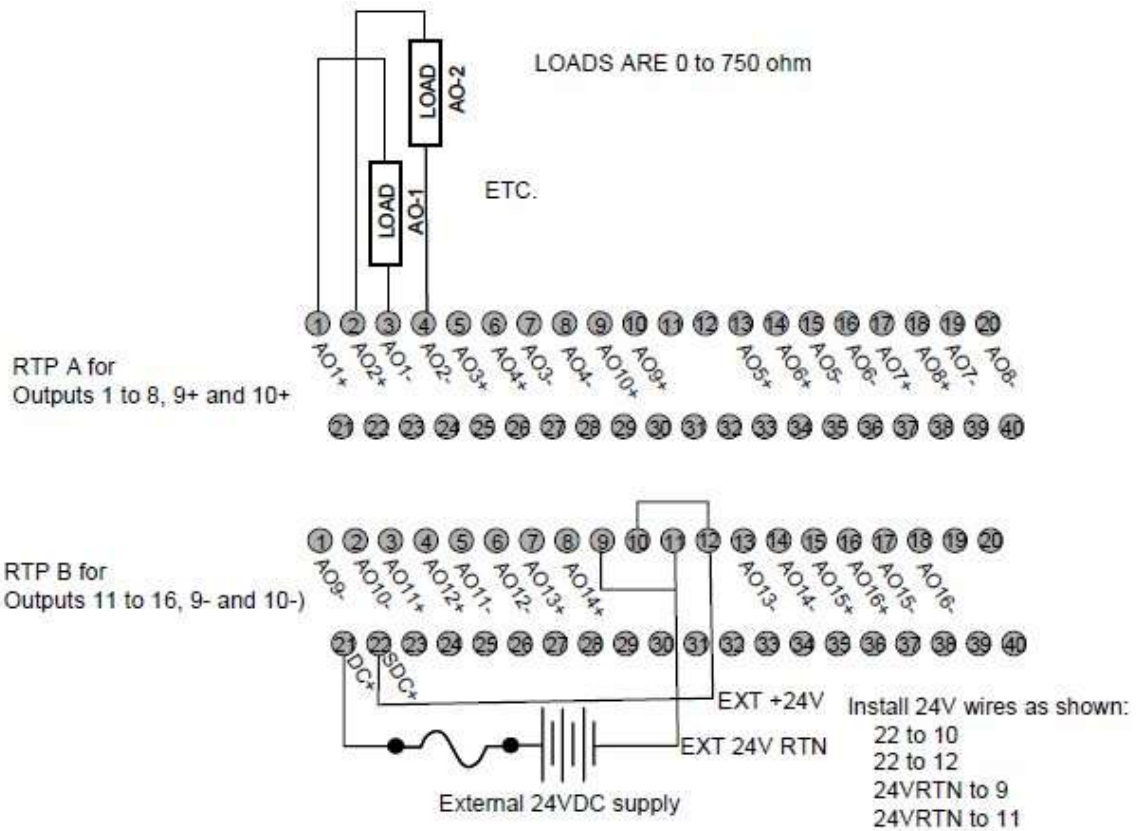 LOADS ARE 0 to 750 ohm
LOAD
AO-2
LOAD
AO-1
ETC.
1 2 3 4 5 6 7 8 9 10 11 12 13 14 15 16 17 18 19 20
AO1+ AO2+ AO1- AO2- AO3+ AO4+ AO3- AO4- AO10+ AO9+ AO5+ AO6+ AO5- AO6- AO7+ AO8+ AO7- AO8-
RTP A for
Outputs 1 to 8, 9+ and 10+
21 22 23 24 25 26 27 28 29 30 31 32 33 34 35 36 37 38 39 40
1 2 3 4 5 6 7 8 9 10 11 12 13 14 15 16 17 18 19 20
AO9- AO10- AO11+ AO12+ AO11- AO12- AO13+ AO14+ AO13- AO14- AO15+ AO16+ AO15- AO16-
RTP B for
Outputs 11 to 16, 9- and 10-)
21 22 23 24 25 26 27 28 29 30 31 32 33 34 35 36 37 38 39 40
DC+ SDC+
EXT +24V
EXT 24V RTN
External 24VDC supply
Install 24V wires as shown:
22 to 10
22 to 12
24VRTN to 9
24VRTN to 11